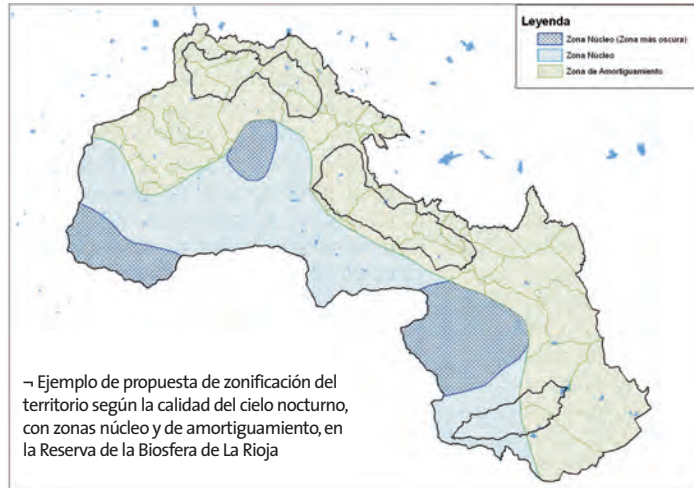 Leyenda
Zona Núcleo (Zona más oscura)
Zona Núcleo
Zona de Amortiguamiento
¬ Ejemplo de propuesta de zonificación del
territorio según la calidad del cielo nocturno,
con zonas núcleo y de amortiguamiento, en
la Reserva de la Biosfera de La Rioja